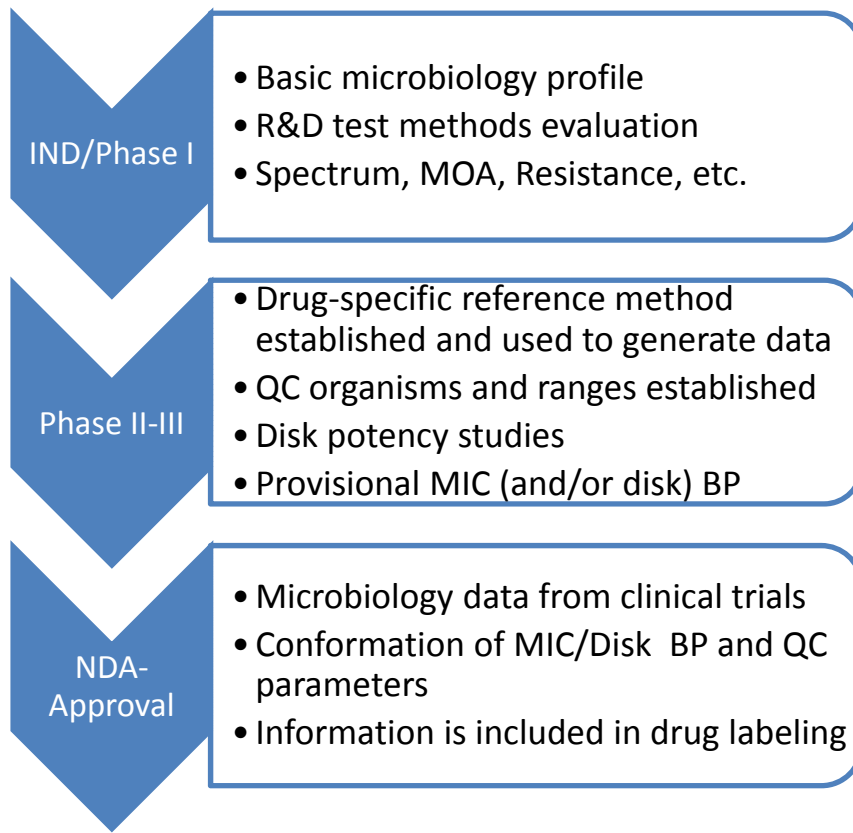 IND/Phase I
• Basic microbiology profile
• R&D test methods evaluation
• Spectrum, MOA, Resistance, etc.
Phase II-III
• Drug-specific reference method
established and used to generate data
• QC organisms and ranges established
• Disk potency studies
• Provisional MIC (and/or disk) BP
NDA-
Approval
• Microbiology data from clinical trials
• Conformation of MIC/Disk BP and QC
parameters
• Information is included in drug labeling